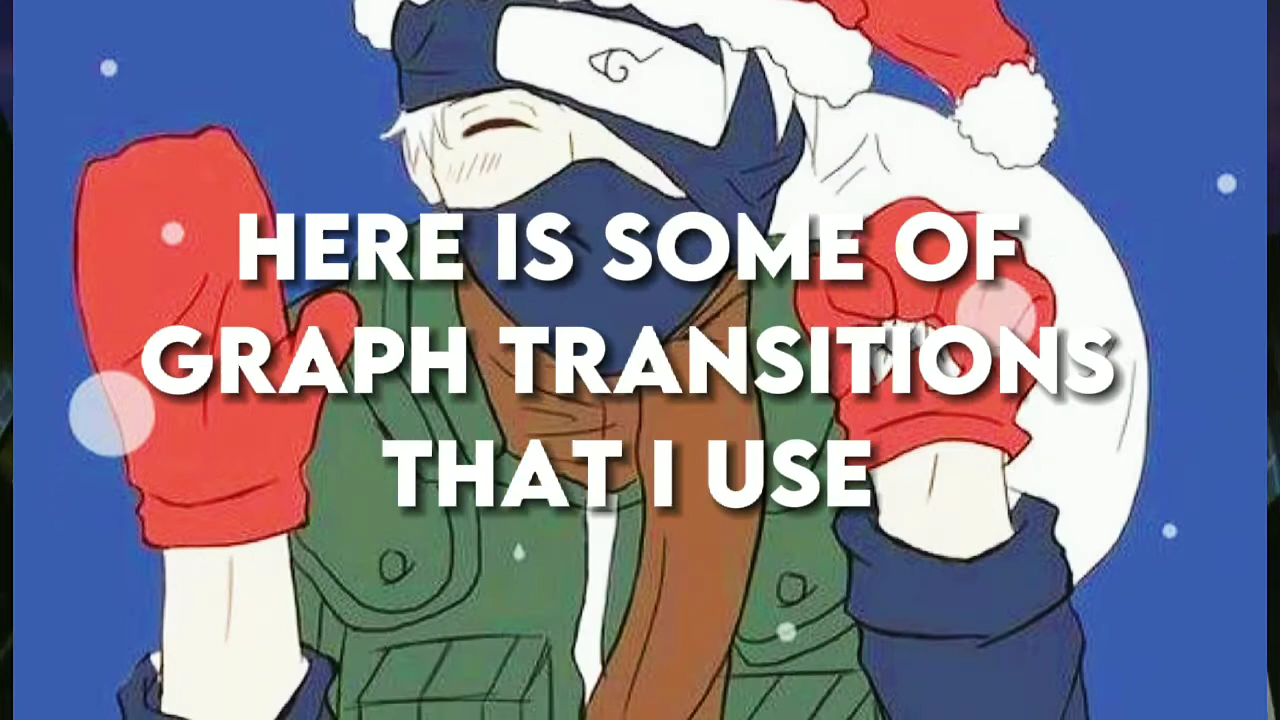 HERE IS SOME OF
GRAPH TRANSITIONS
THAT I USE